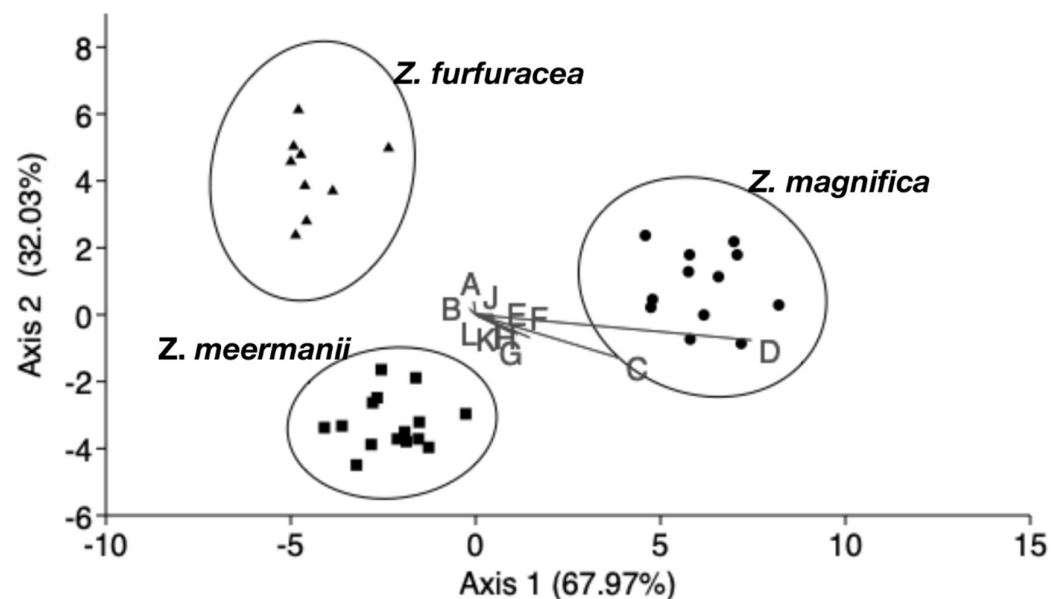 8
Z. furfuracea
6
4
Z. magnifica
2
A
J
B
E
F
0
L
K
H
G
D
C
Z. meermanii
-2
-4
-6
-10
-5
0
5
10
15
Axis 1 (67.97%)
Axis 2 (32.03%)